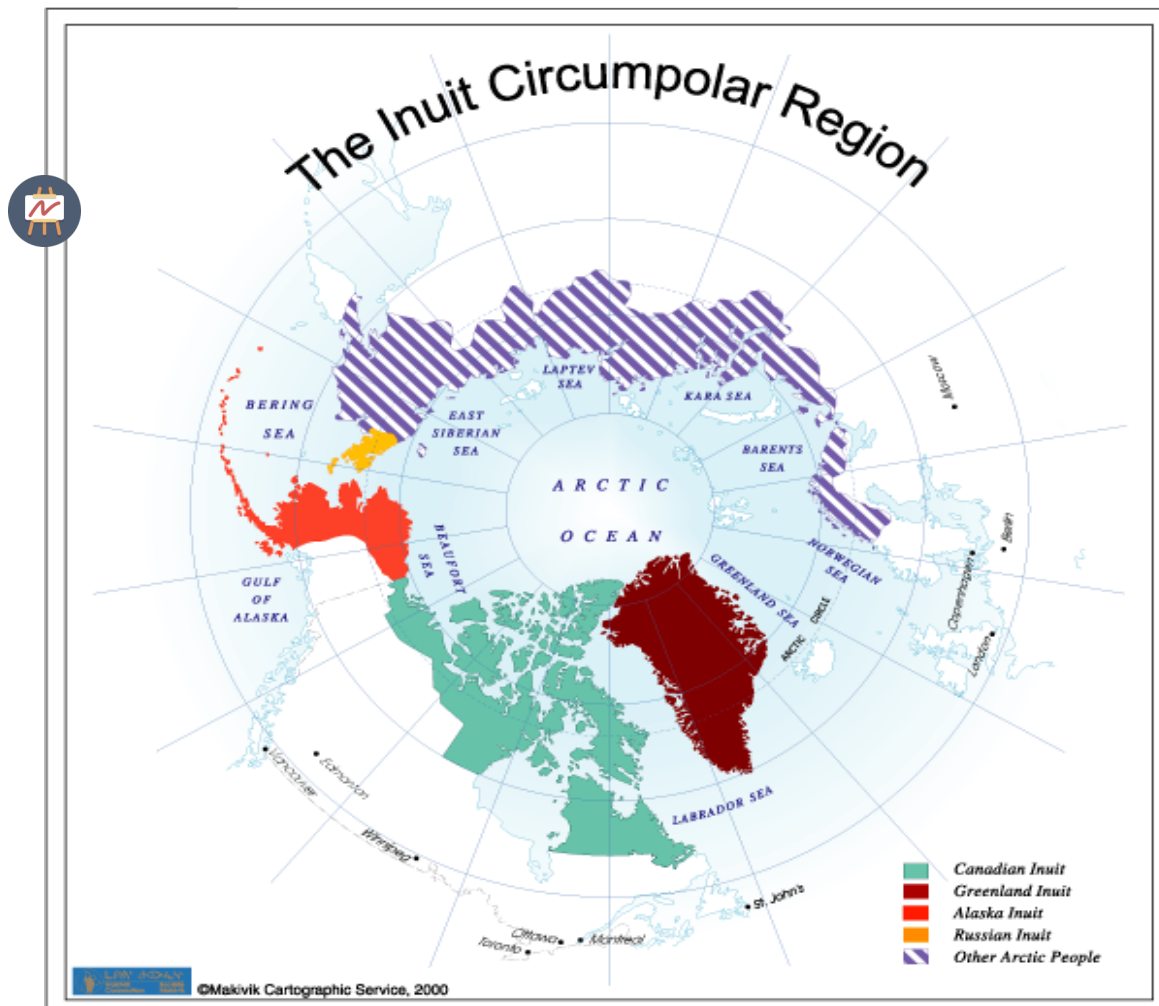 The Inuit Circumpolar Region
Moscow
BERING
SEA
LAPTEV
SEA
KARA SEA
EAST
SIBERIAN
SEA
BARENTS
SEA
ARCTIC
OCEAN
BEAUFORT
SEA
NORWEGIAN
SEA
GREENLAND SEA
Berlin
Copenhagen
London
GULF
OF
ALASKA
ARCTIC CIRCLE
Vancouver
Edmonton
Winnipeg
LABRADOR SEA
St. John's
Ottawa
Montreal
Toronto
Canadian Inuit
Greenland Inuit
Alaska Inuit
Russian Inuit
Other Arctic People
©Makivik Cartographic Service, 2000